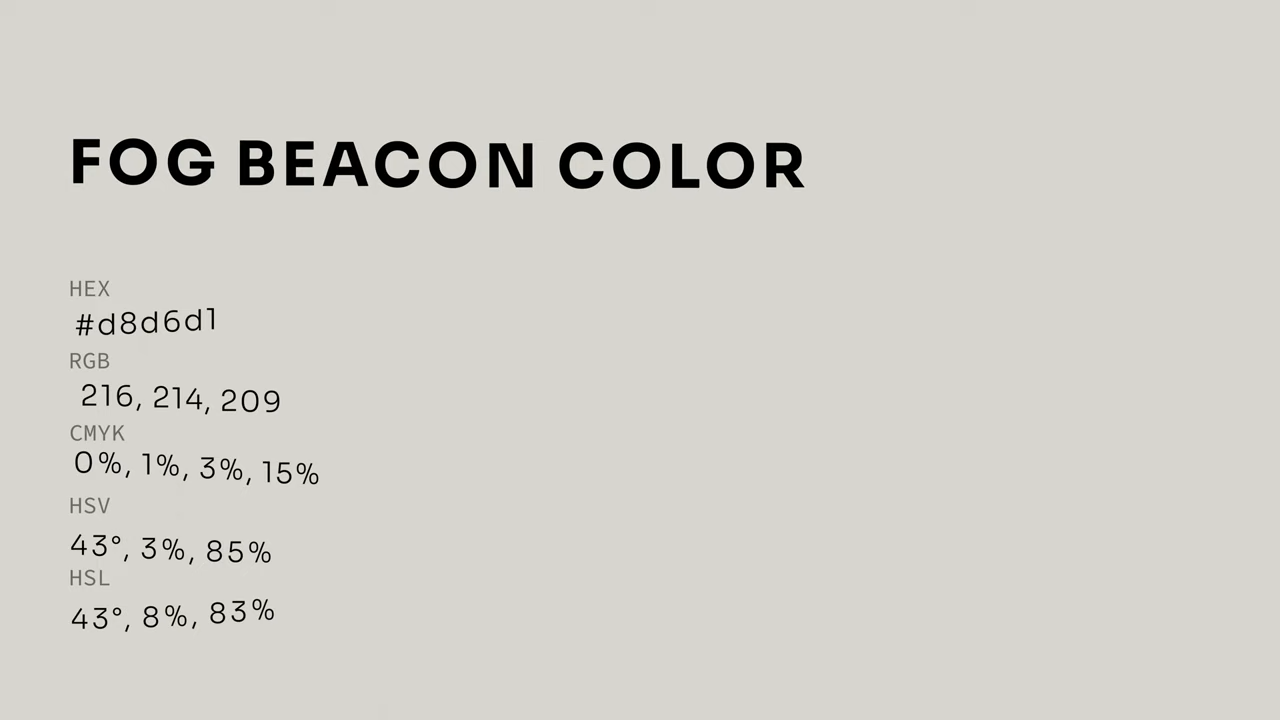 FOG BEACON COLOR
HEX
#d8d6d1
RGB
216, 214, 209
CMYK
0%, 1%, 3%, 15%
HSV
43°, 3%, 85%
HSL
43°, 8%, 83%